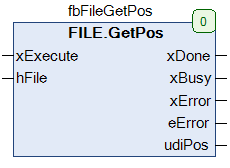 fbFileGetPos
0
FILE.GetPos
xExecute xDone
hFile xBusy
xError
eError
udiPos